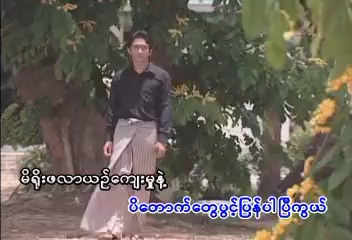 မိရိုးဖလာယဉ်ကျေးမှုနဲ့
ပိတောက်တွေပွင့်ပြန်ပါပြီကွယ်